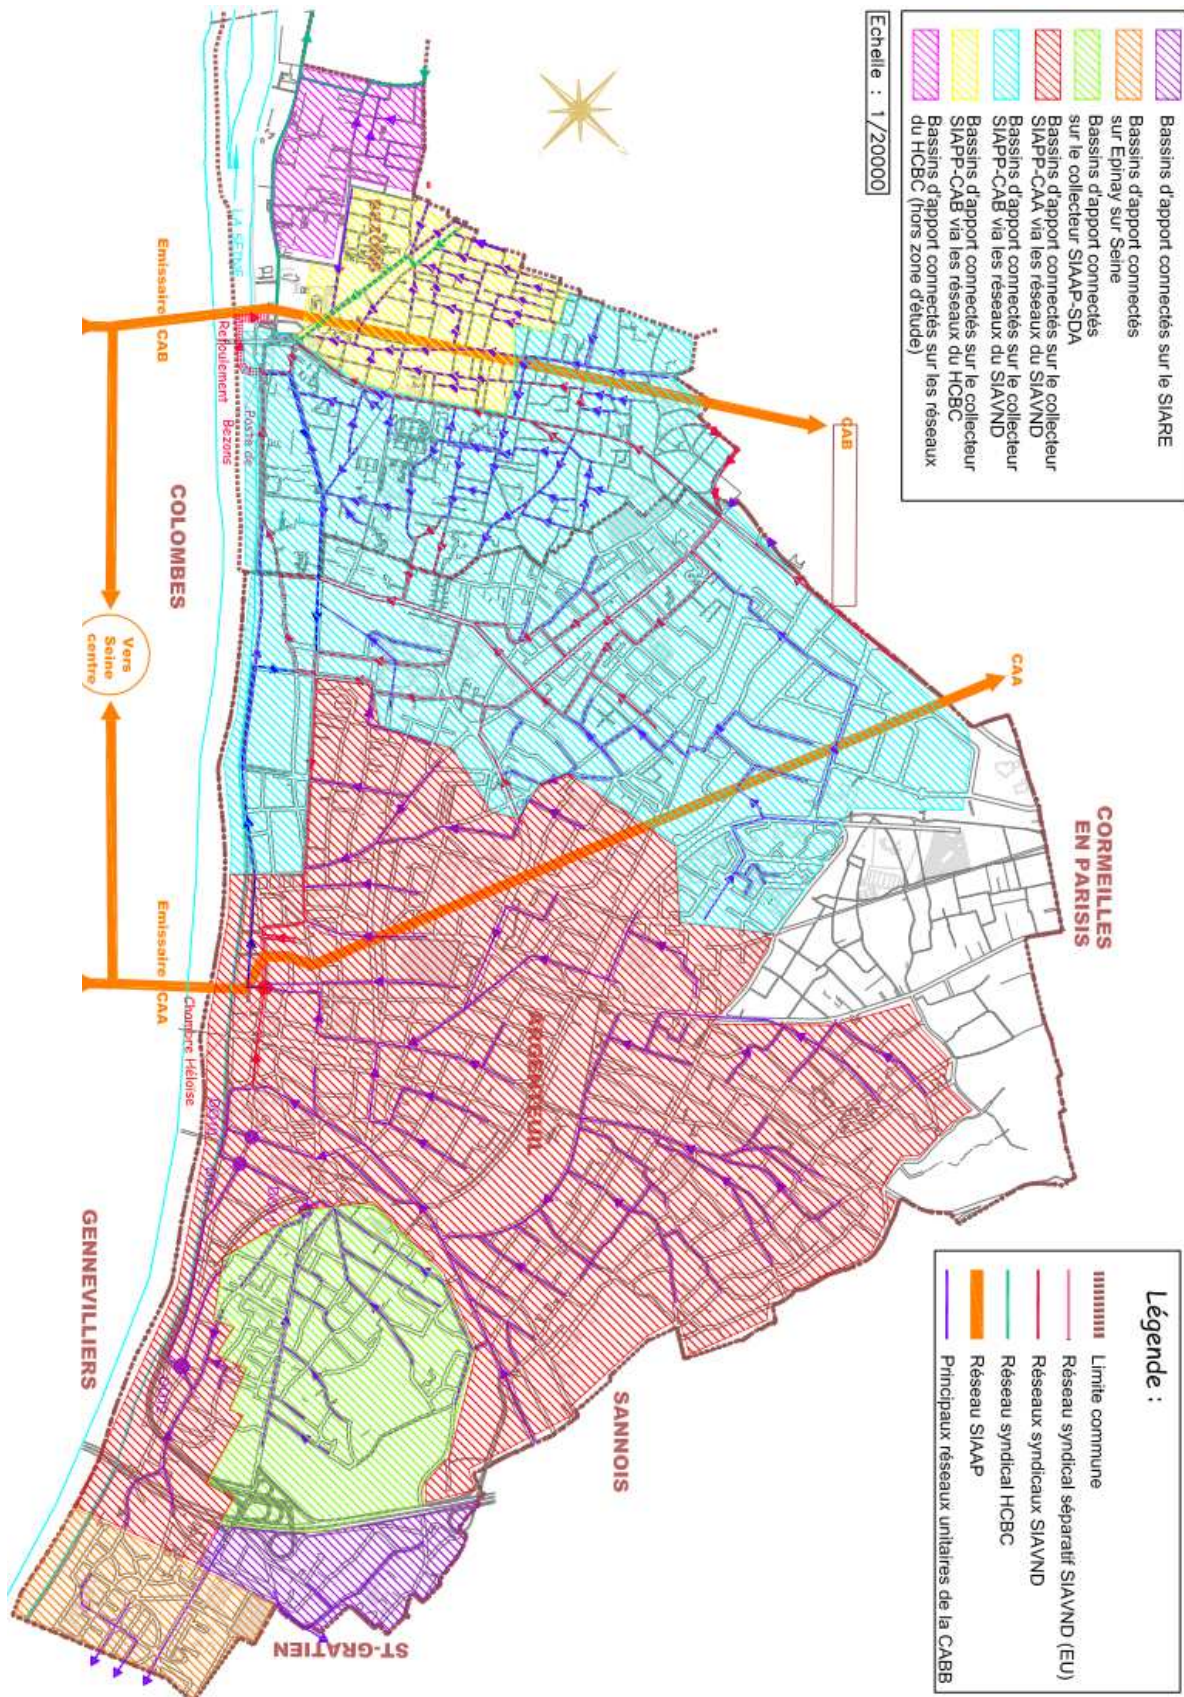 Bassins d'apport connectés sur le SIARE
Bassins d'apport connectés
sur Epinay sur Seine
Bassins d'apport connectés
sur le collecteur SIAAP-SDA
Bassins d'apport connectés sur le collecteur
SIAPP-CAA via les réseaux du SIAVND
Bassins d'apport connectés sur le collecteur
SIAPP-CAB via les réseaux du SIAVND
Bassins d'apport connectés sur le collecteur
SIAPP-CAB via les réseaux du HCBC
Bassins d'apport connectés sur les réseaux
du HCBC (hors zone d'étude)
Echelle : 1/20000
Légende :
Limite commune
Réseau syndical séparatif SIAVND (EU)
Réseaux syndicaux SIAVND
Réseau syndical HCBC
Réseau SIAAP
Principaux réseaux unitaires de la CABB
CORMEILLES
EN PARISIS
CAA
CAB
SANNOIS
ARGENTEUIL
ST-GRATIEN
LA SEINE
Poste de
Refoulement
Bezons
Emissaire CAB
COLOMBES
Vers
Seine
centre
Emissaire CAA
Chambre Héloïse
GENNEVILLIERS